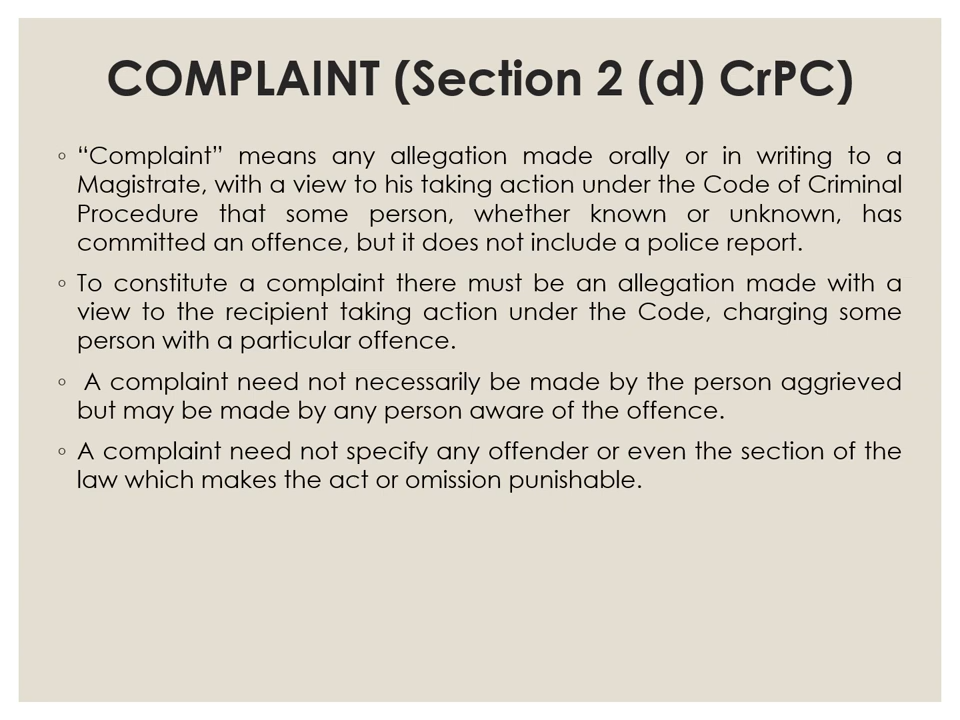 COMPLAINT (Section 2 (d) CrPC)
◦ “Complaint” means any allegation made orally or in writing to a
Magistrate, with a view to his taking action under the Code of Criminal
Procedure that some person, whether known or unknown, has
committed an offence, but it does not include a police report.
◦ To constitute a complaint there must be an allegation made with a
view to the recipient taking action under the Code, charging some
person with a particular offence.
◦ A complaint need not necessarily be made by the person aggrieved
but may be made by any person aware of the offence.
◦ A complaint need not specify any offender or even the section of the
law which makes the act or omission punishable.